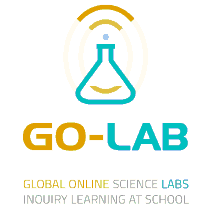 GO-LAB
GLOBAL ONLINE SCIENCE LABS
INQUIRY LEARNING AT SCHOOL